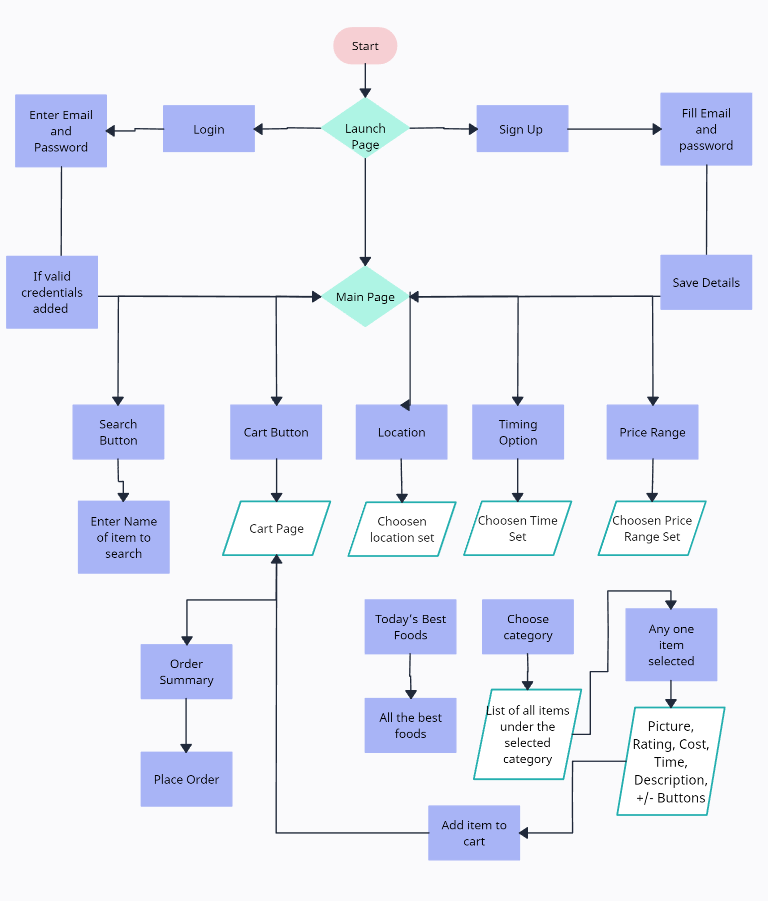 Start
Launch
Page
Login
Enter Email
and
Password
Sign Up
Fill Email
and
password
If valid
credentials
added
Main Page
Save Details
Search
Button
Cart Button
Location
Timing
Option
Price Range
Enter Name
of item to
search
Cart Page
Choosen
location set
Choosen Time
Set
Choosen Price
Range Set
Today's Best
Foods
Choose
category
Any one
item
selected
Order
Summary
All the best
foods
List of all items
under the
selected
category
Picture,
Rating, Cost,
Time,
Description,
+/- Buttons
Place Order
Add item to
cart